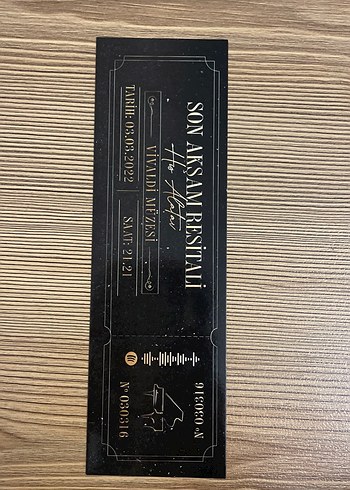 SON AKŞAM RESİTALİ
VİVALDİ MÜZESİ
TARİH: 03.03.2022
SAAT: 21.21
Nº 030316
Nº 030316